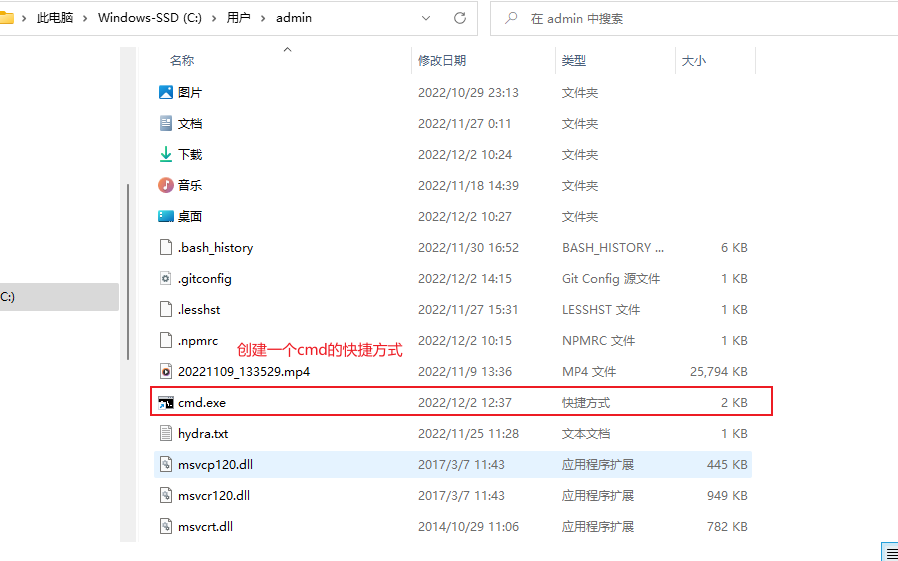 此电脑 > Windows-SSD (C:) > 用户 > admin
在 admin 中搜索
名称 修改日期 类型 大小
图片 2022/10/29 23:13 文件夹
文档 2022/11/27 0:11 文件夹
下载 2022/12/2 10:24 文件夹
音乐 2022/11/18 14:39 文件夹
桌面 2022/12/2 10:27 文件夹
.bash_history 2022/11/30 16:52 BASH_HISTORY ... 6 KB
.gitconfig 2022/12/2 14:15 Git Config 源文件 1 KB
C:)
.lesshst 2022/11/27 15:31 LESSHST 文件 1 KB
.npmrc 2022/12/2 10:15 NPMRC 文件 1 KB
创建一个cmd的快捷方式
20221109_133529.mp4 2022/11/9 13:36 MP4 文件 25,794 KB
cmd.exe 2022/12/2 12:37 快捷方式 2 KB
hydra.txt 2022/11/25 11:28 文本文档 1 KB
msvcp120.dll 2017/3/7 11:43 应用程序扩展 445 KB
msvcr120.dll 2017/3/7 11:43 应用程序扩展 949 KB
msvcrt.dll 2014/10/29 11:06 应用程序扩展 782 KB